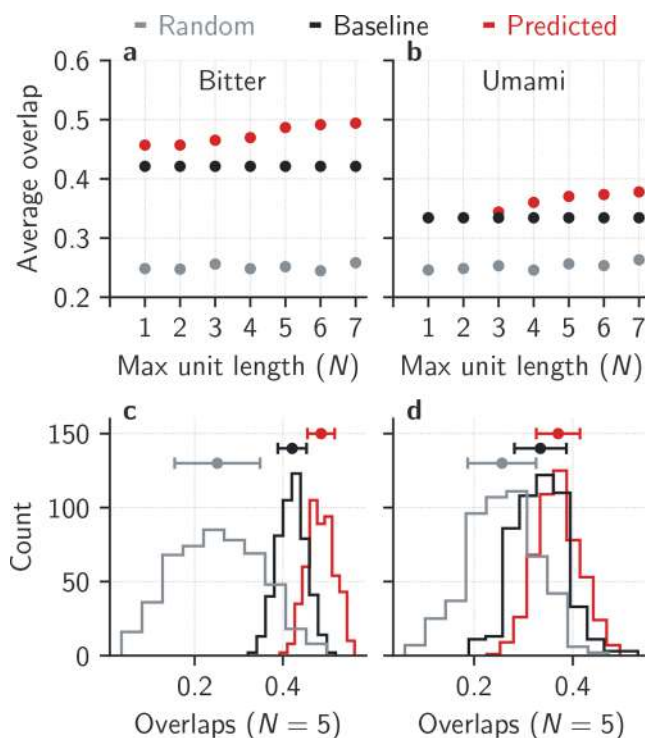 Random Baseline Predicted
a Bitter
b Umami
Average overlap
0.6
0.5
0.4
0.3
0.2
1 2 3 4 5 6 7
1 2 3 4 5 6 7
Max unit length (N)
Max unit length (N)
c
d
Count
150
100
50
0
0.2 0.4
0.2 0.4
Overlaps (N = 5)
Overlaps (N = 5)